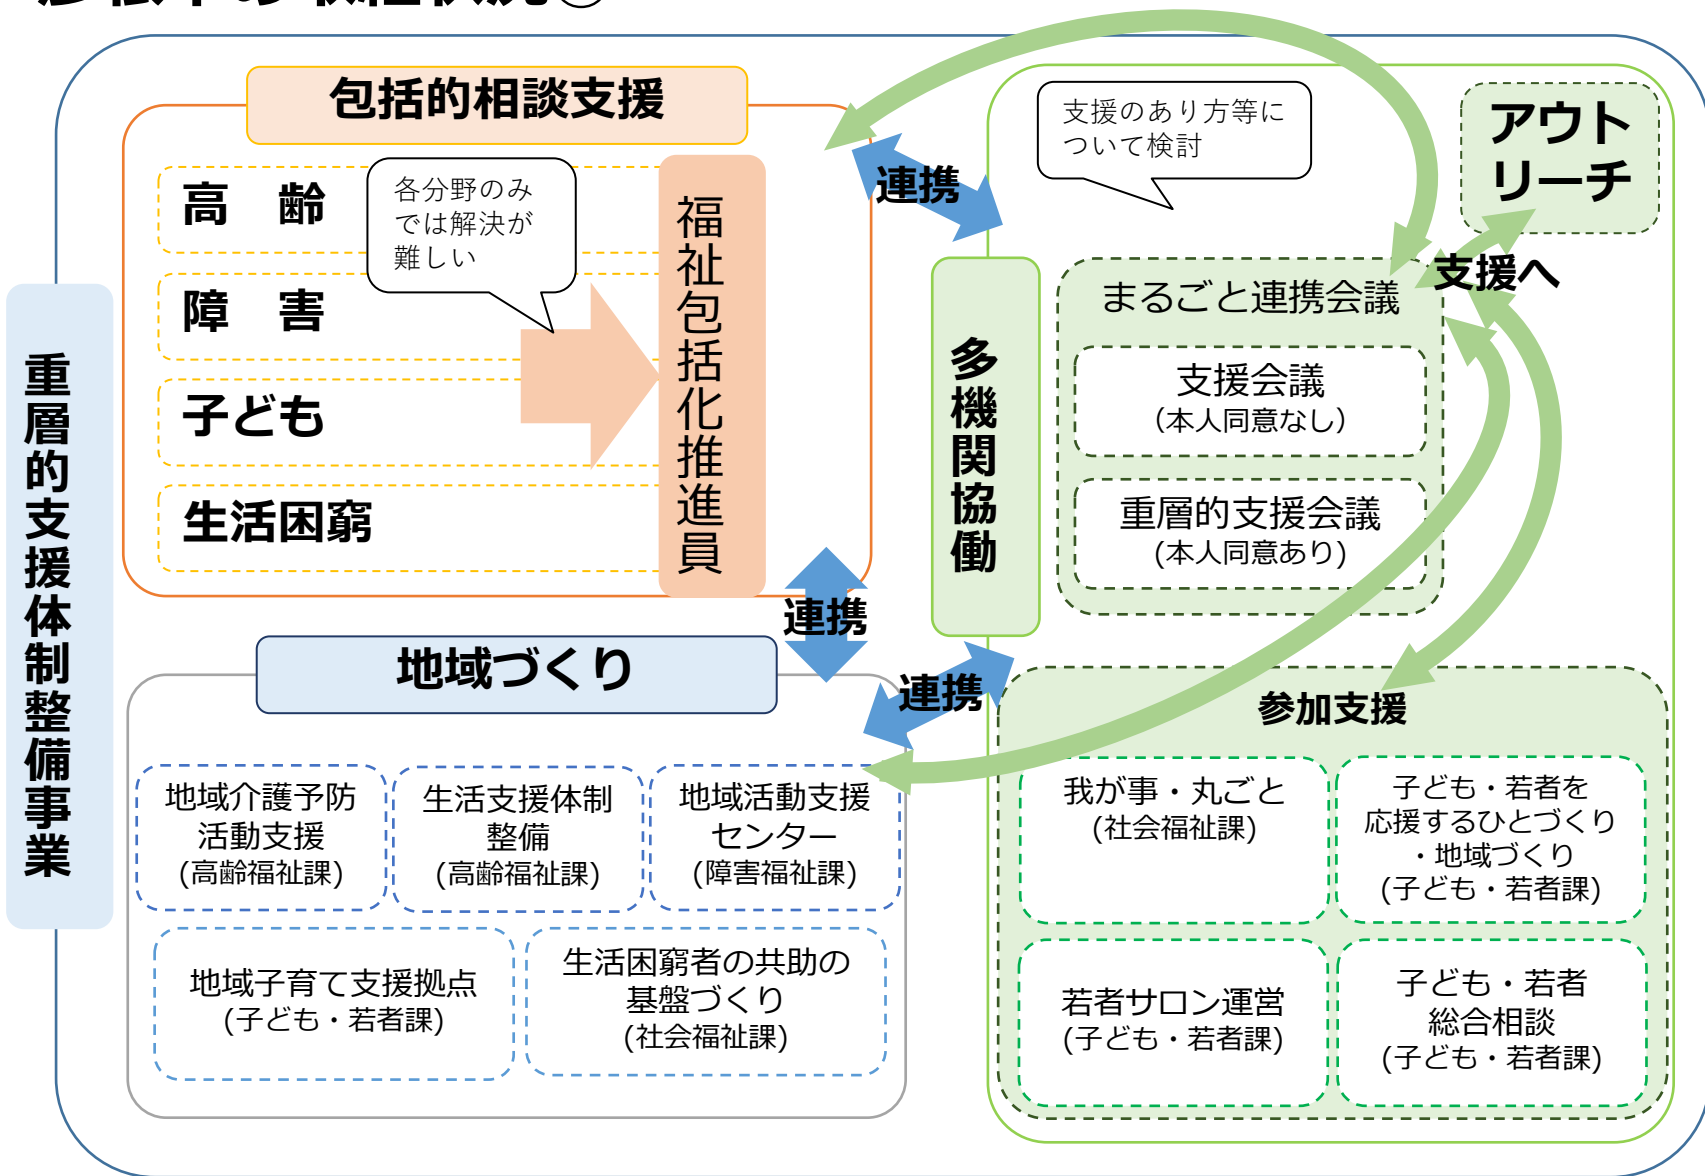 包括的相談支援
高　齢
障　害
子ども
生活困窮
各分野のみ
では解決が
難しい
福祉包括化推進員
連携
支援のあり方等に
ついて検討
アウト
リーチ
支援へ
重層的支援体制整備事業
多機関協働
まるごと連携会議
支援会議
（本人同意なし）
重層的支援会議
(本人同意あり)
連携
連携
地域づくり
地域介護予防
活動支援
(高齢福祉課)
生活支援体制
整備
(高齢福祉課)
地域活動支援
センター
(障害福祉課)
地域子育て支援拠点
(子ども・若者課)
生活困窮者の共助の
基盤づくり
(社会福祉課)
参加支援
我が事・丸ごと
(社会福祉課)
子ども・若者を
応援するひとづくり
・地域づくり
(子ども・若者課)
若者サロン運営
(子ども・若者課)
子ども・若者
総合相談
(子ども・若者課)